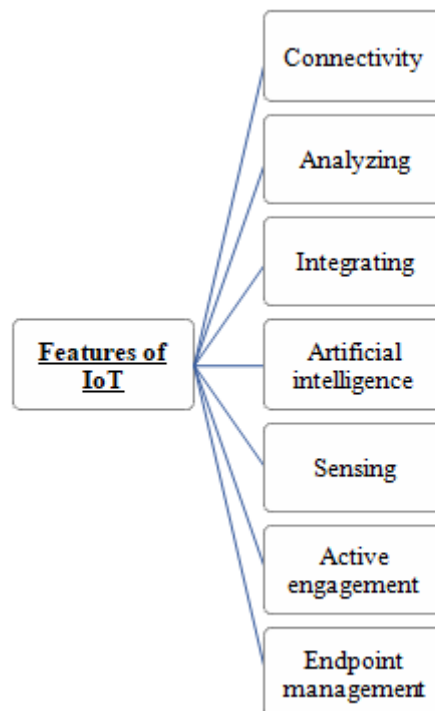 Connectivity
Analyzing
Integrating
Features of
IoT
Artificial
intelligence
Sensing
Active
engagement
Endpoint
management